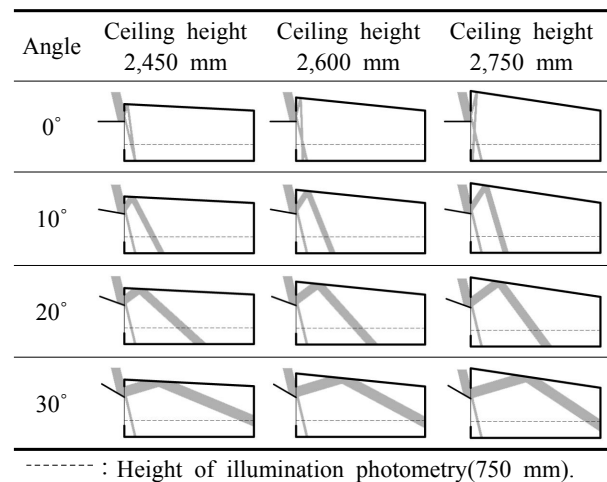 Angle Ceiling height 2,450 mm Ceiling height 2,600 mm Ceiling height 2,750 mm
0°
10°
20°
30°
--------- : Height of illumination photometry(750 mm).